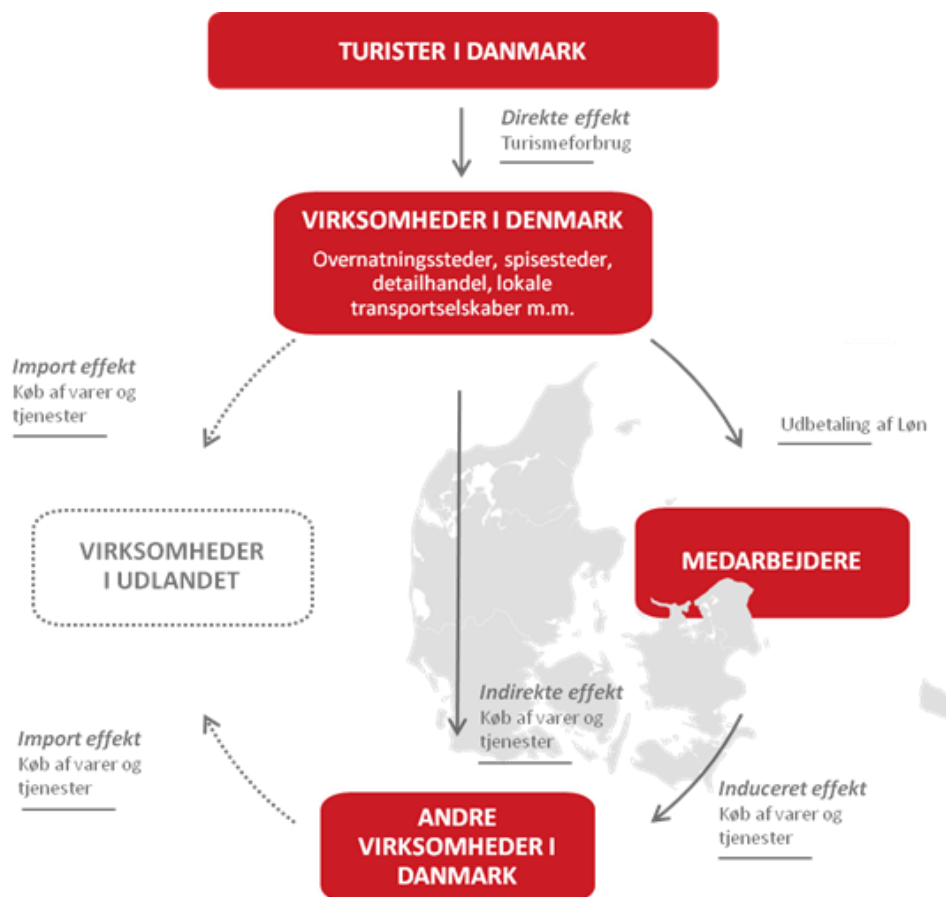 TURISTER I DANMARK
Direkte effekt
Turismeforbrug
VIRKSOMHEDER I DENMARK
Overnatningssteder, spisesteder,
detailhandel, lokale
transportselskaber m.m.
Import effekt
Køb af varer og
tjenester
Udbetaling af Løn
VIRKSOMHEDER
I UDLANDET
MEDARBEJDERE
Indirekte effekt
Køb af varer og
tjenester
Import effekt
Køb af varer og
tjenester
Induceret effekt
Køb af varer og
tjenester
ANDRE
VIRKSOMHEDER I
DANMARK